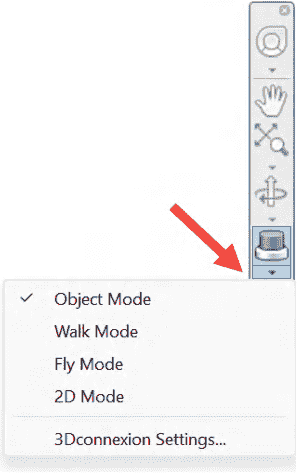 Object Mode
Walk Mode
Fly Mode
2D Mode
3Dconnexion Settings...